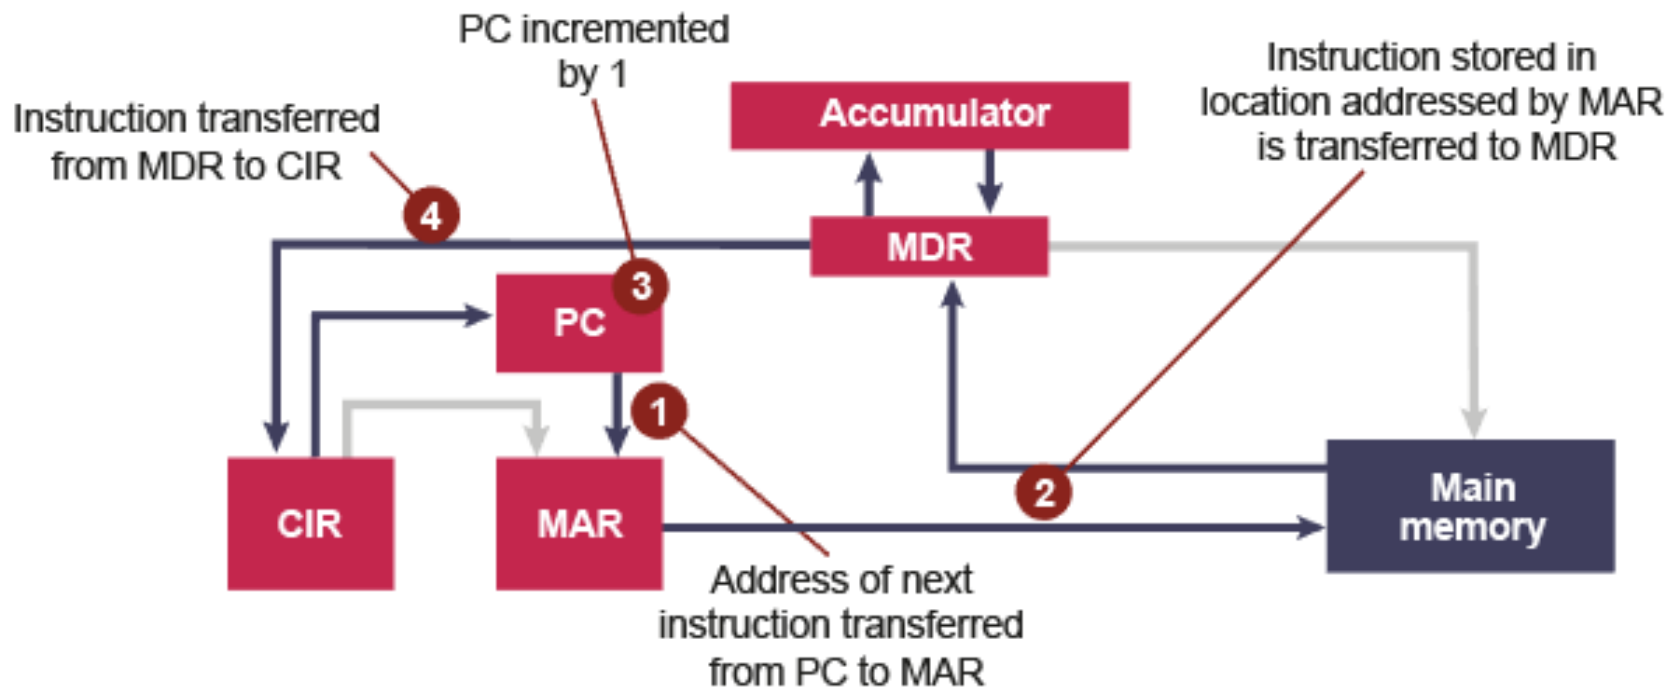 PC incremented
by 1
Instruction stored in
location addressed by MAR
is transferred to MDR
Instruction transferred
from MDR to CIR
Accumulator
4
MDR
3
PC
1
CIR
MAR
2
Main
memory
Address of next
instruction transferred
from PC to MAR